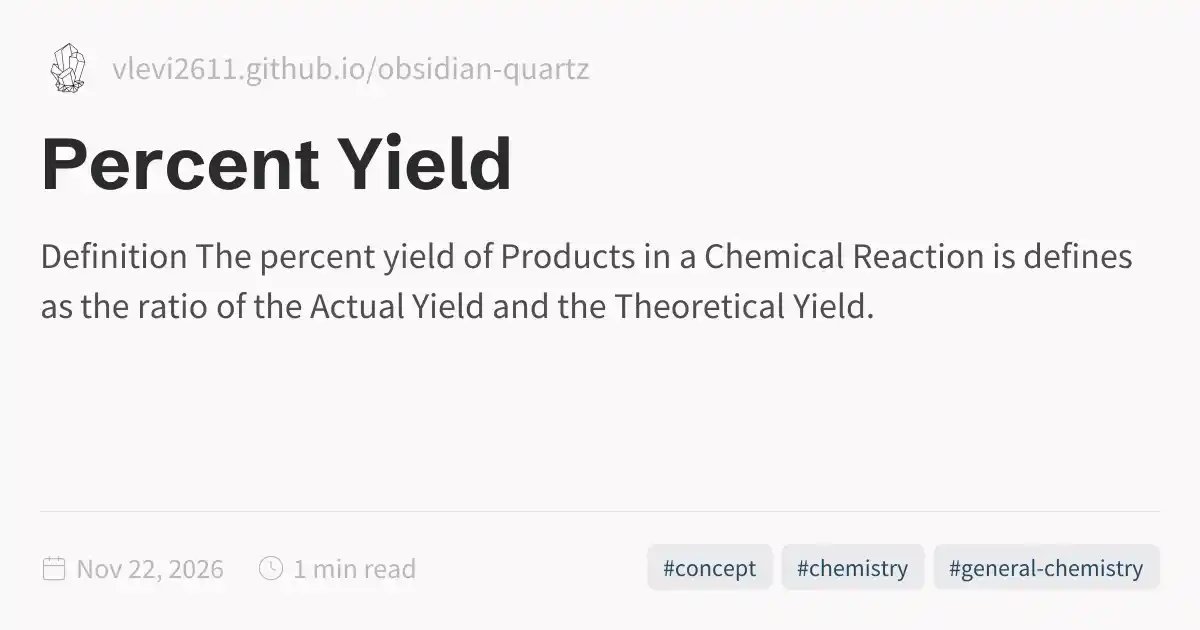 vlevi2611.github.io/obsidian-quartz
Percent Yield
Definition The percent yield of Products in a Chemical Reaction is defines
as the ratio of the Actual Yield and the Theoretical Yield.
Nov 22, 2026 1 min read #concept #chemistry #general-chemistry